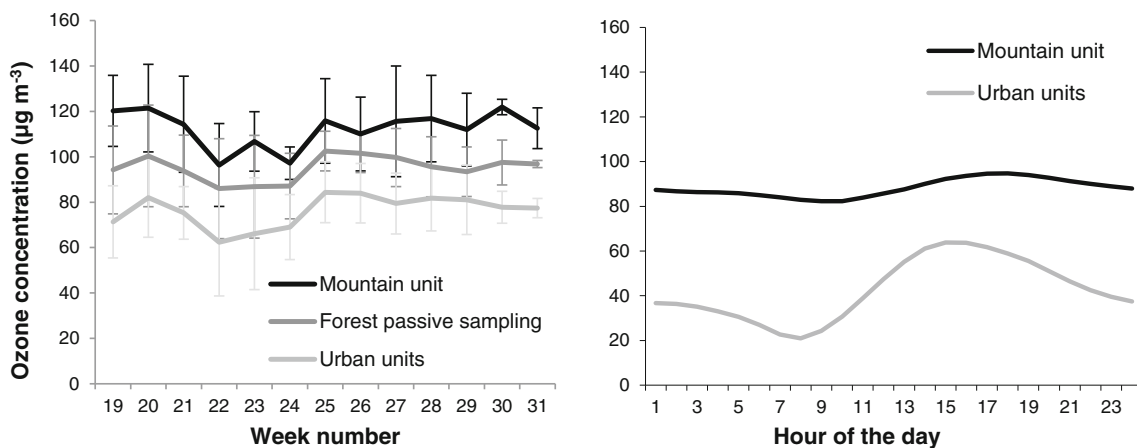 Ozone concentration (µg m-3)
160
140
120
100
80
60
40
20
0
Mountain unit
Forest passive sampling
Urban units
19 20 21 22 23 24 25 26 27 28 29 30 31
Week number
160
140
120
100
80
60
40
20
0
Mountain unit
Urban units
1 3 5 7 9 11 13 15 17 19 21 23
Hour of the day